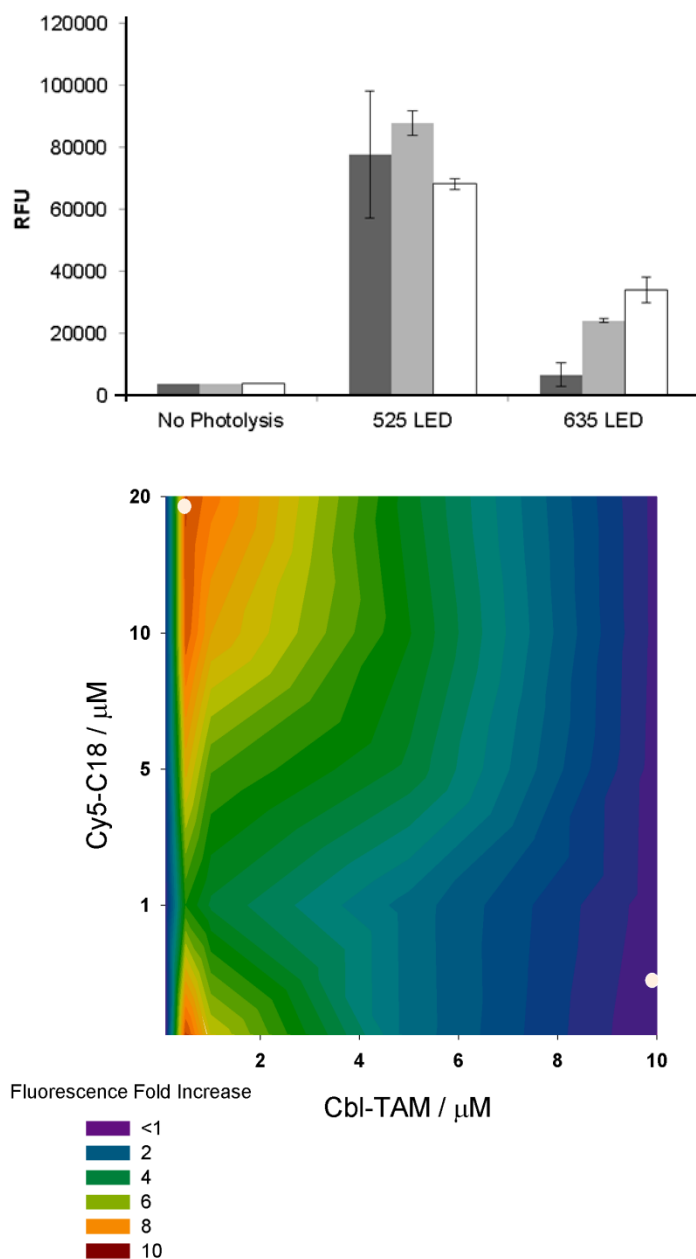 120000
100000
80000
60000
40000
20000
0
RFU
No Photolysis 525 LED 635 LED
20
10
5
1
Cy5-C18 / μM
2 4 6 8 10
Cbl-TAM / μM
Fluorescence Fold Increase
<1
2
4
6
8
10